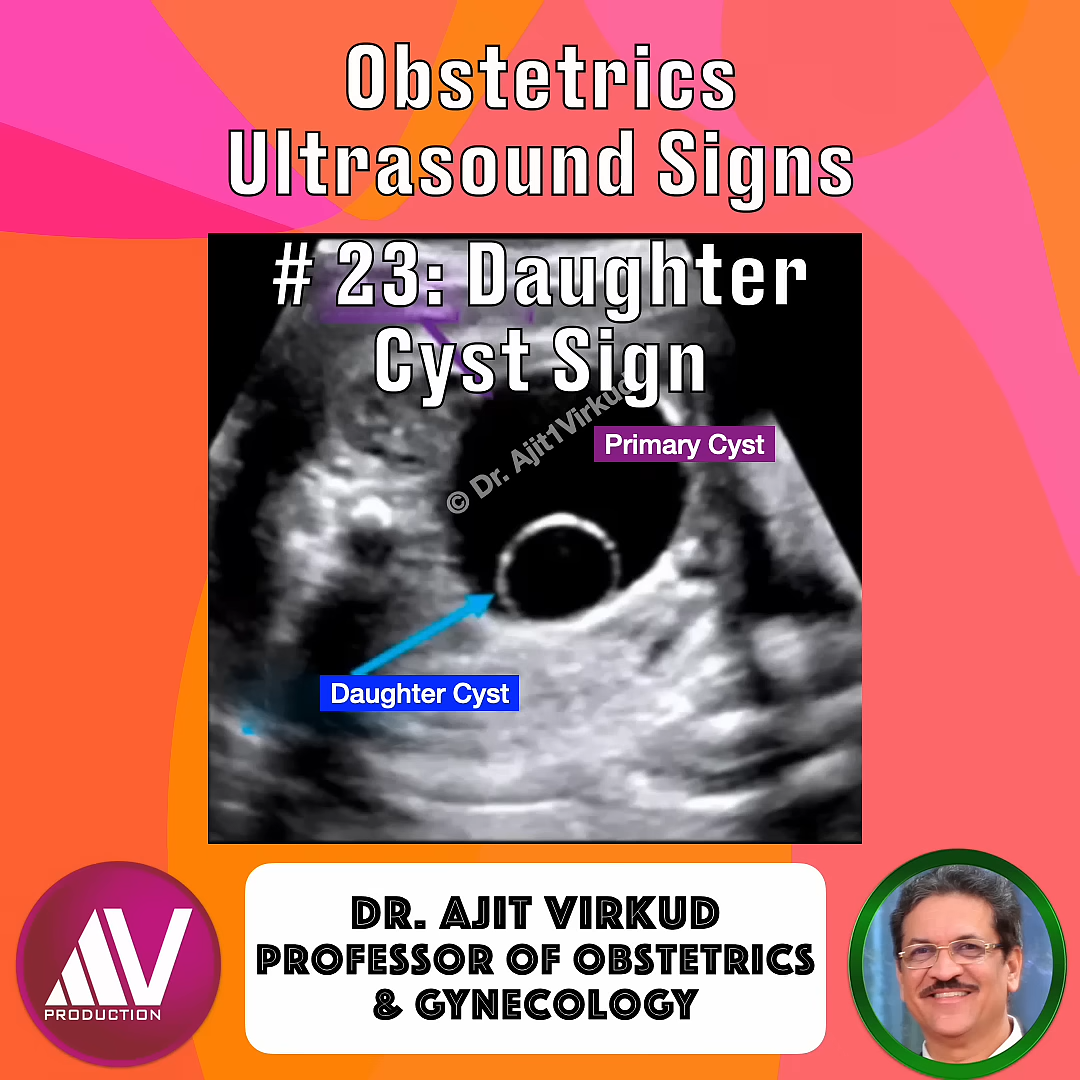 Obstetrics
Ultrasound Signs
# 23: Daughter
Cyst Sign
© Dr. Ajit1Virkud
Primary Cyst
Daughter Cyst
AV
PRODUCTION
DR. AJIT VIRKUD
PROFESSOR OF OBSTETRICS
& GYNECOLOGY